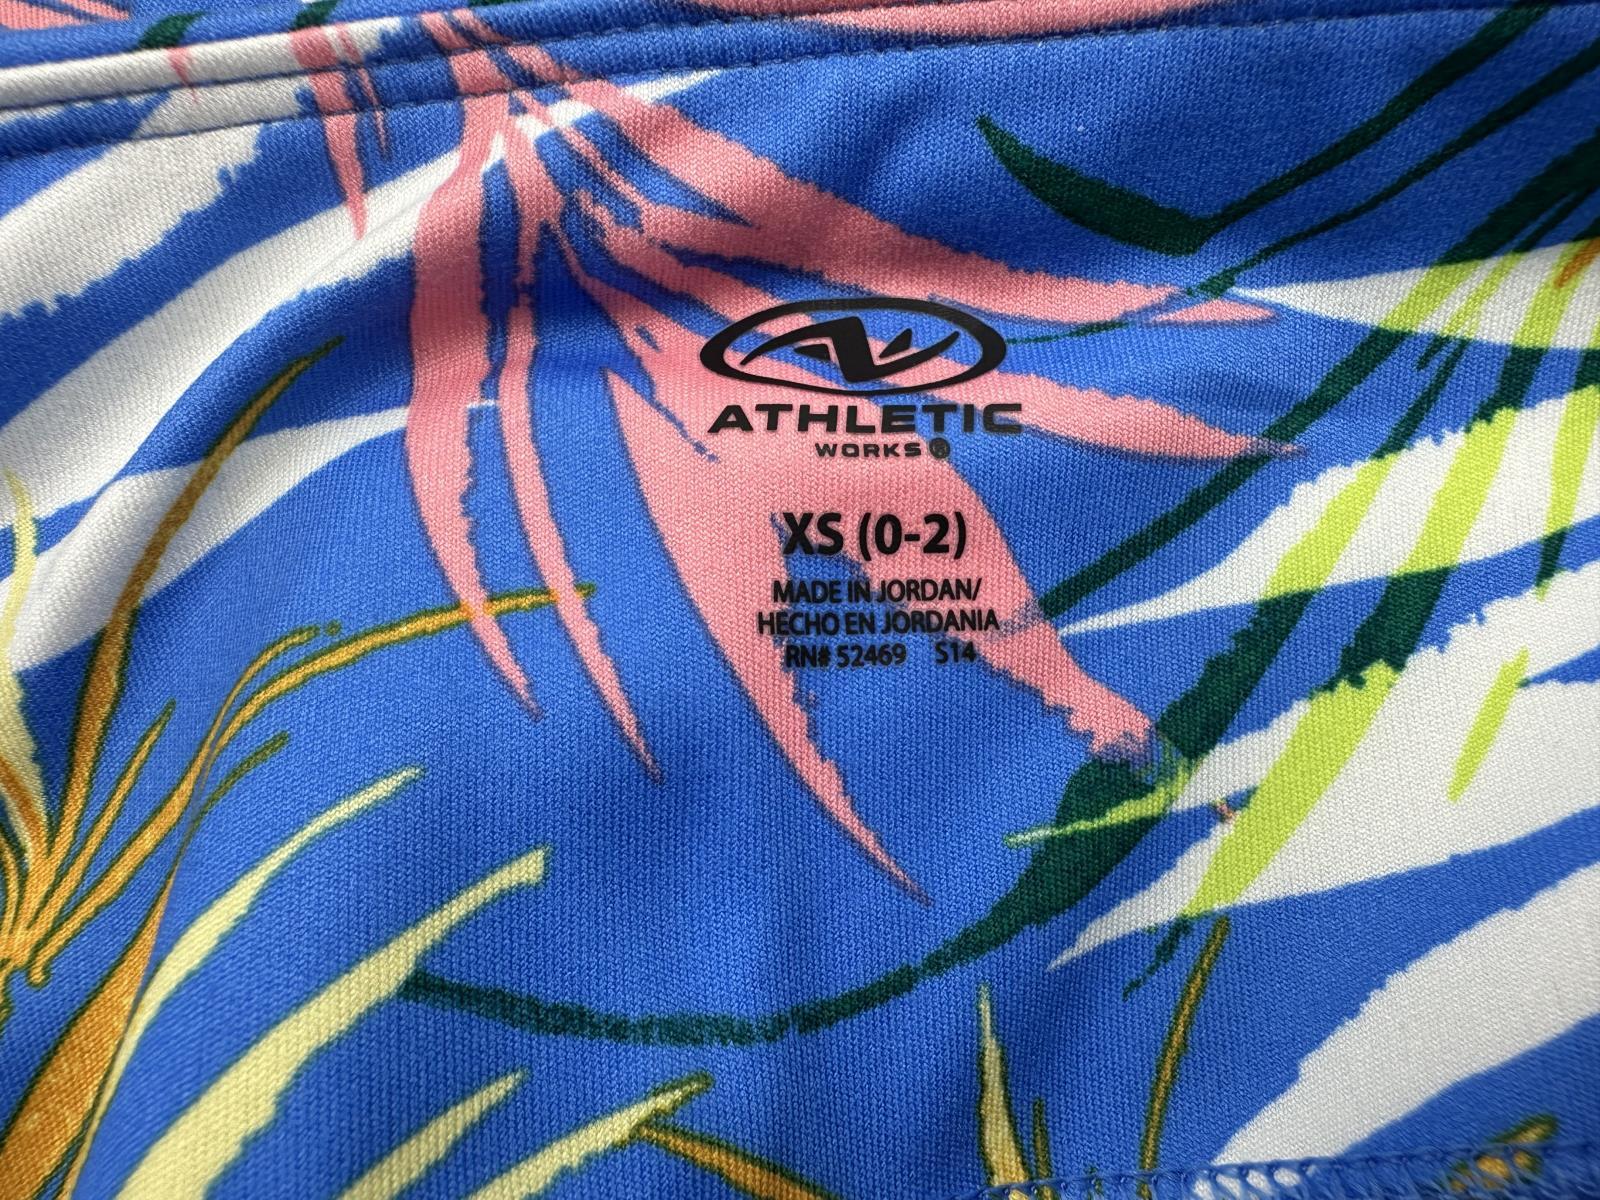 ATHLETIC
WORKS®
XS (0-2)
MADE IN JORDAN/
HECHO EN JORDANIA
RN# 52469 S14